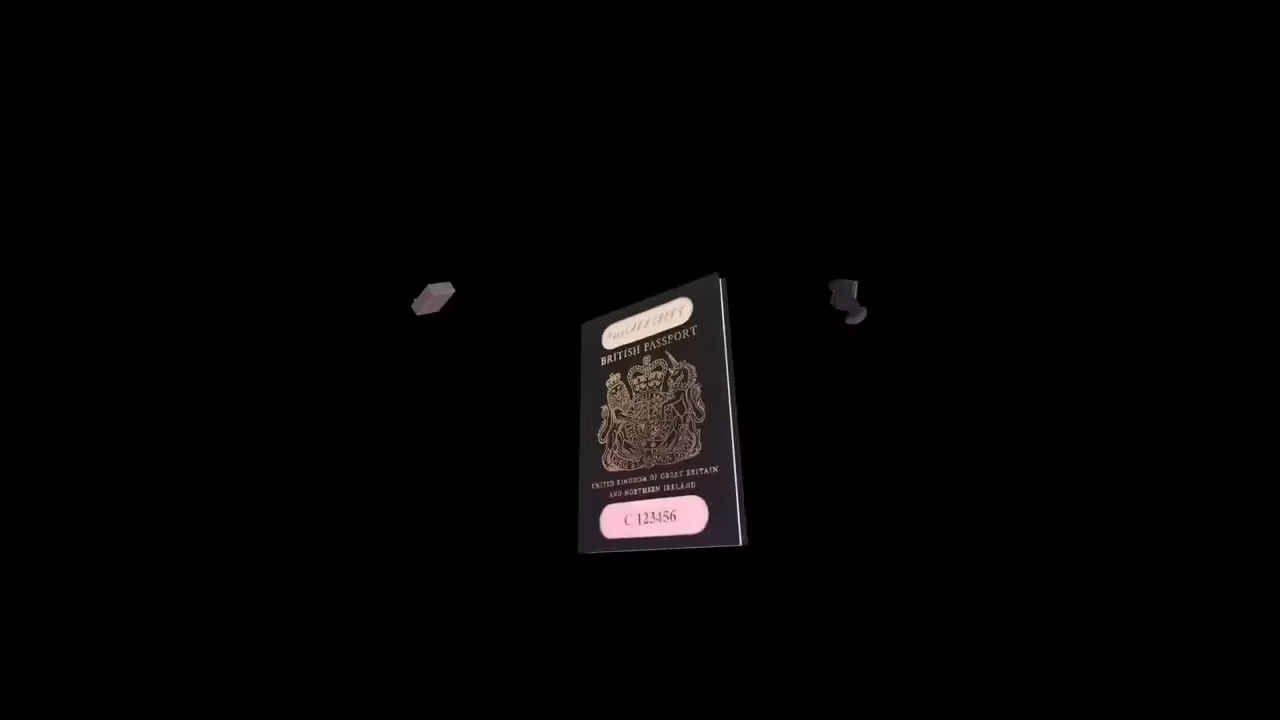 BRITISH PASSPORT
UNITED KINGDOM OF GREAT BRITAIN
AND NORTHERN IRELAND
C 123456